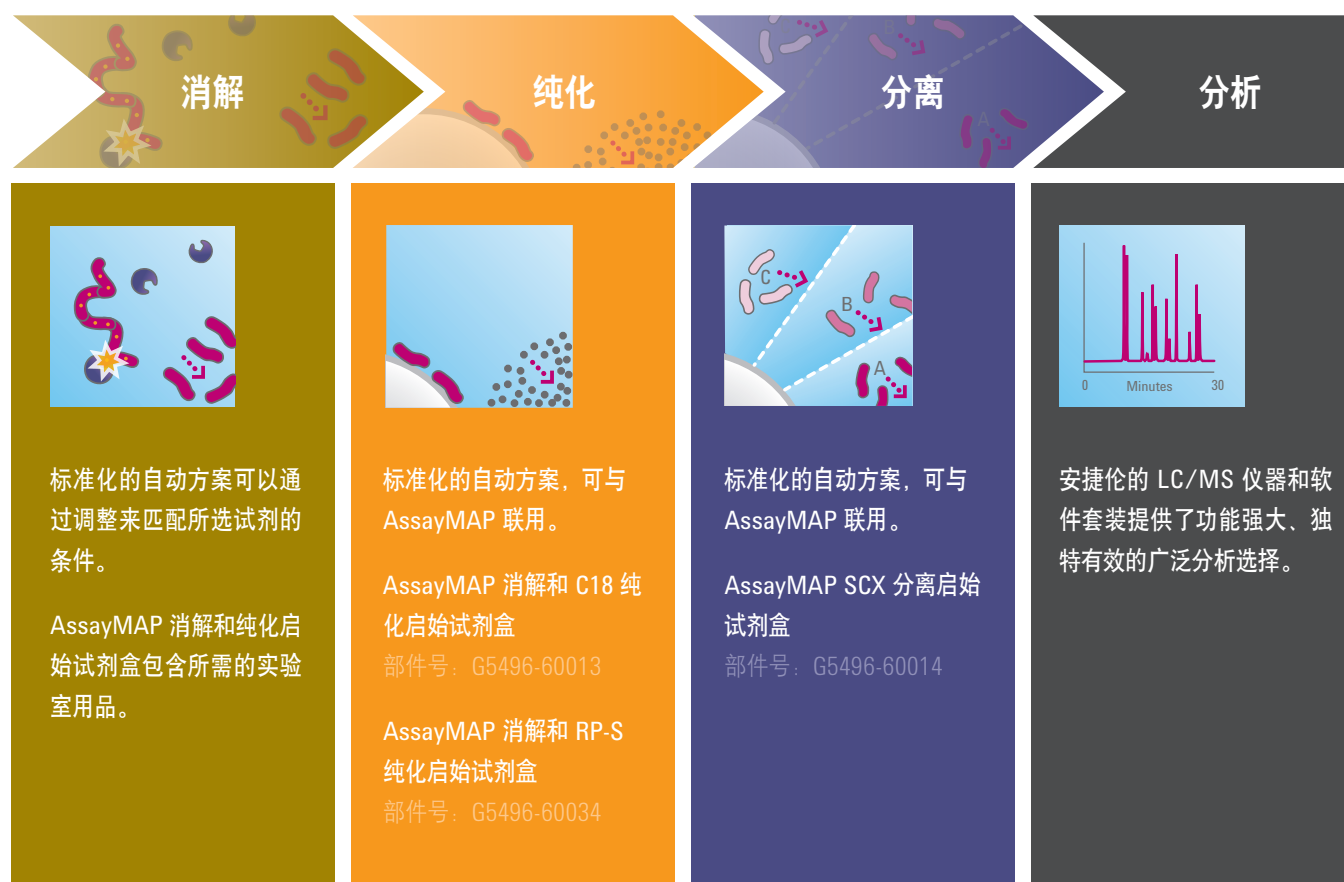 消解
纯化
分离
分析
标准化的自动方案可以通
过调整来匹配所选试剂的
条件。
AssayMAP 消解和纯化启
始试剂盒包含所需的实验
室用品。
标准化的自动方案，可与
AssayMAP 联用。
AssayMAP 消解和 C18 纯
化启始试剂盒
部件号：G5496-60013
AssayMAP 消解和 RP-S
纯化启始试剂盒
部件号：G5496-60034
C
B
A
标准化的自动方案，可与
AssayMAP 联用。
AssayMAP SCX 分离启始
试剂盒
部件号：G5496-60014
0 Minutes 30
安捷伦的 LC/MS 仪器和软
件套装提供了功能强大、独
特有效的广泛分析选择。
B
A